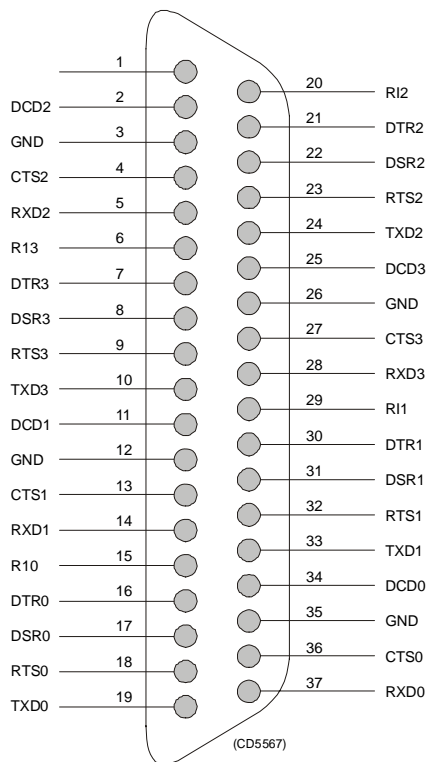 1
DCD2 2
GND 3
CTS2 4
RXD2 5
R13 6
DTR3 7
DSR3 8
RTS3 9
TXD3 10
DCD1 11
GND 12
CTS1 13
RXD1 14
R10 15
DTR0 16
DSR0 17
RTS0 18
TXD0 19
20 RI2
21 DTR2
22 DSR2
23 RTS2
24 TXD2
25 DCD3
26 GND
27 CTS3
28 RXD3
29 RI1
30 DTR1
31 DSR1
32 RTS1
33 TXD1
34 DCD0
35 GND
36 CTS0
37 RXD0
(CD5567)